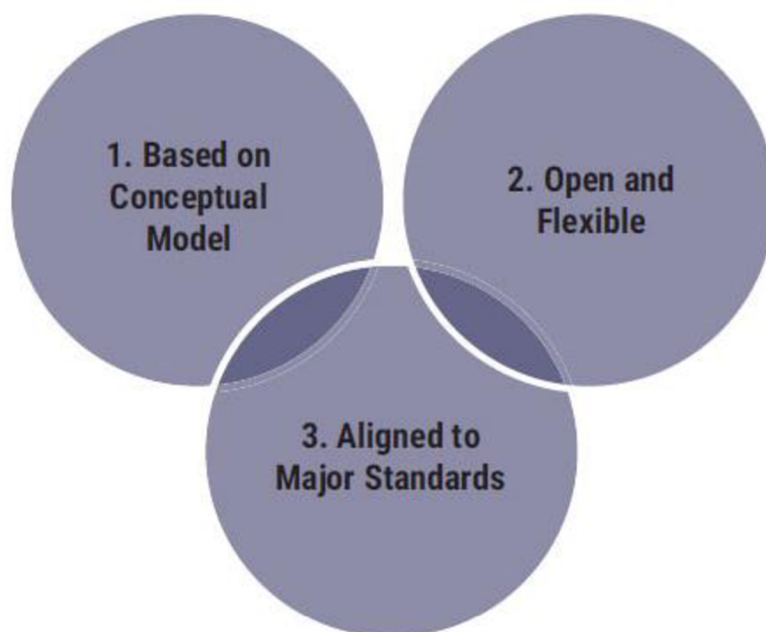 1. Based on
Conceptual
Model
2. Open and
Flexible
3. Aligned to
Major Standards